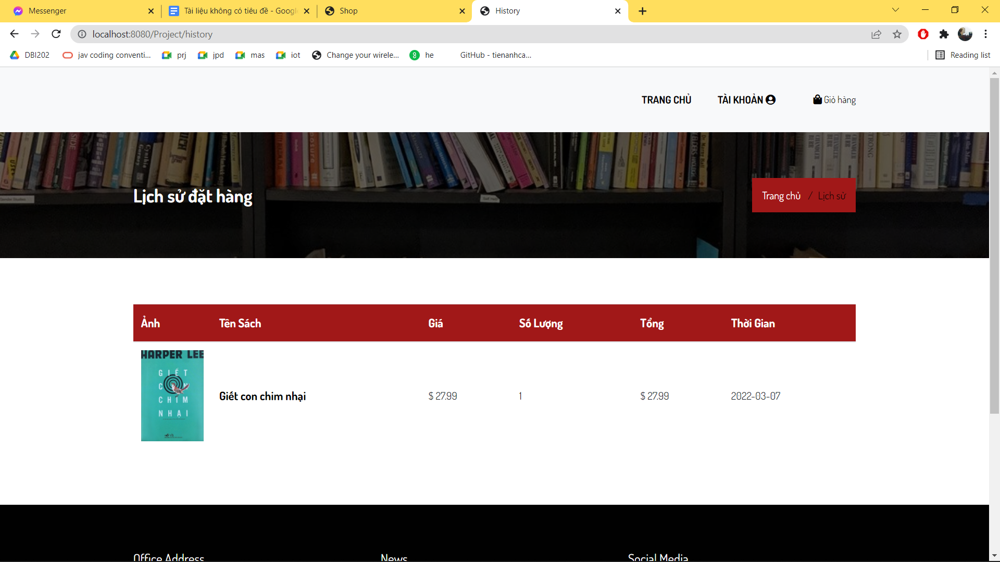 Messenger
Tài liệu không có tiêu đề - Googl
Shop
History
localhost:8080/Project/history
DBI202
jav coding conventi...
prj
jpd
mas
iot
Change your wirele...
he
GitHub - tienanhca...
Reading list
TRANG CHỦ
TÀI KHOẢN
Giỏ hàng
Lịch sử đặt hàng
Trang chủ / Lịch sử
Ảnh Tên Sách Giá Số Lượng Tổng Thời Gian
HARPER LEE
GIẾT
CHIM
NHẠI
Giết con chim nhại $ 27.99 1 $ 27.99 2022-03-07
Office Address News Social Media